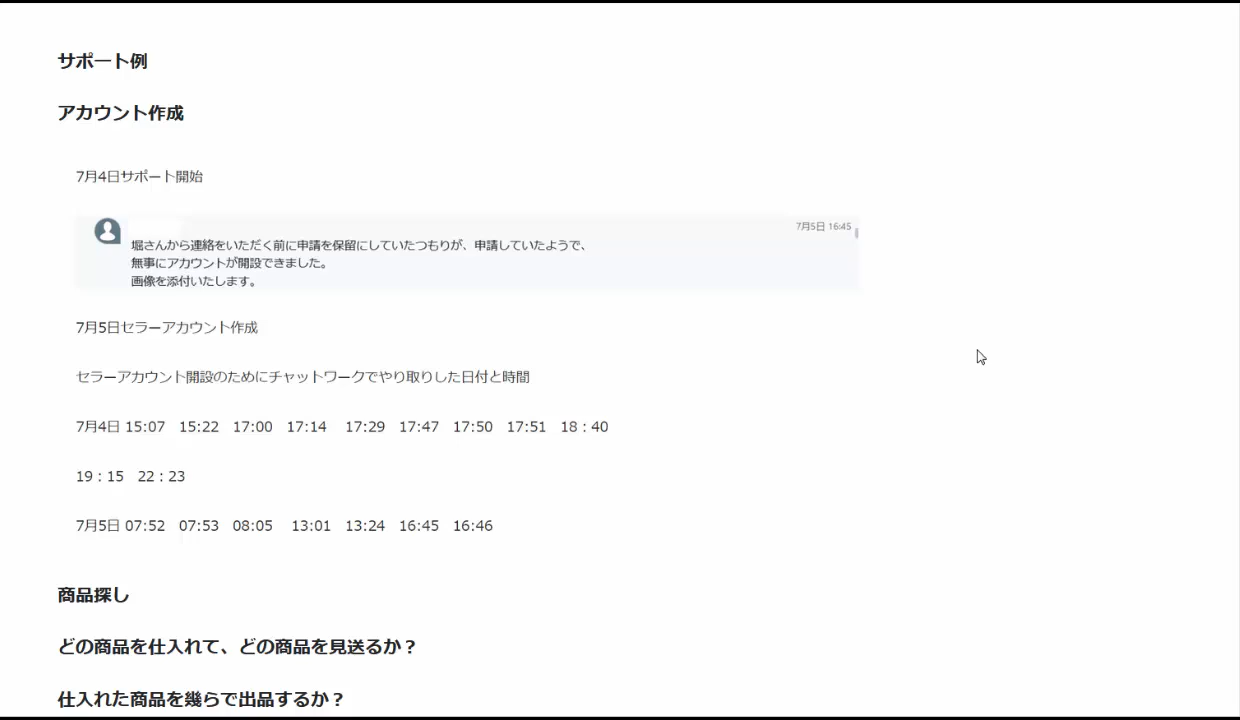 サポート例
アカウント作成
7月4日サポート開始
7月5日 16:45
堀さんから連絡をいただく前に申請を保留にしていたつもりが、申請していたようで、
無事にアカウントが開設できました。
画像を添付いたします。
7月5日セラーアカウント作成
セラーアカウント開設のためにチャットワークでやり取りした日付と時間
7月4日 15:07 15:22 17:00 17:14 17:29 17:47 17:50 17:51 18：40
19：15 22：23
7月5日 07:52 07:53 08:05 13:01 13:24 16:45 16:46
商品探し
どの商品を仕入れて、どの商品を見送るか？
仕入れた商品を幾らで出品するか？